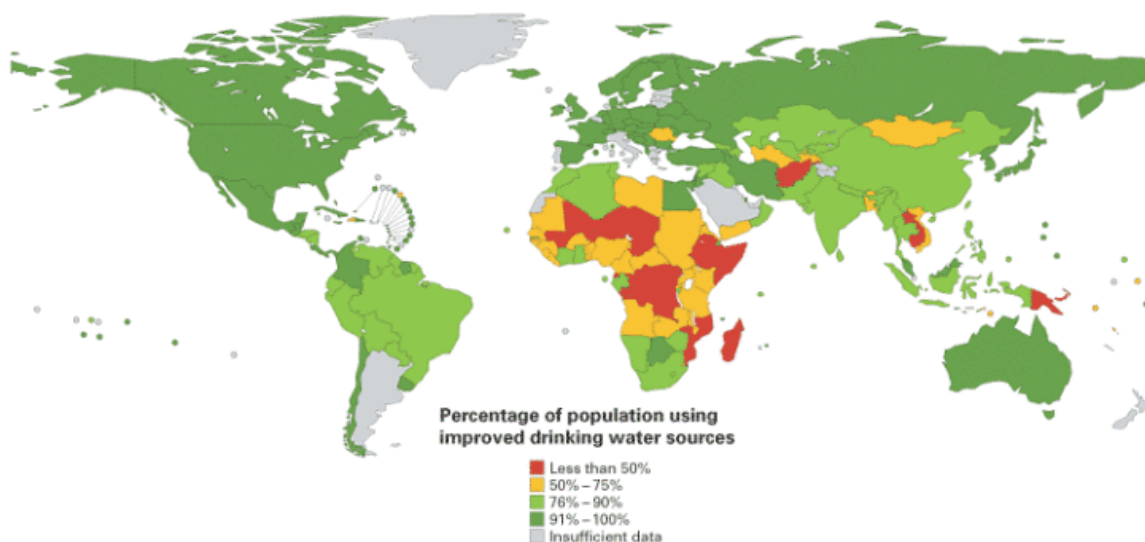 Percentage of population using
improved drinking water sources
Less than 50%
50%–75%
76%–90%
91%–100%
Insufficient data